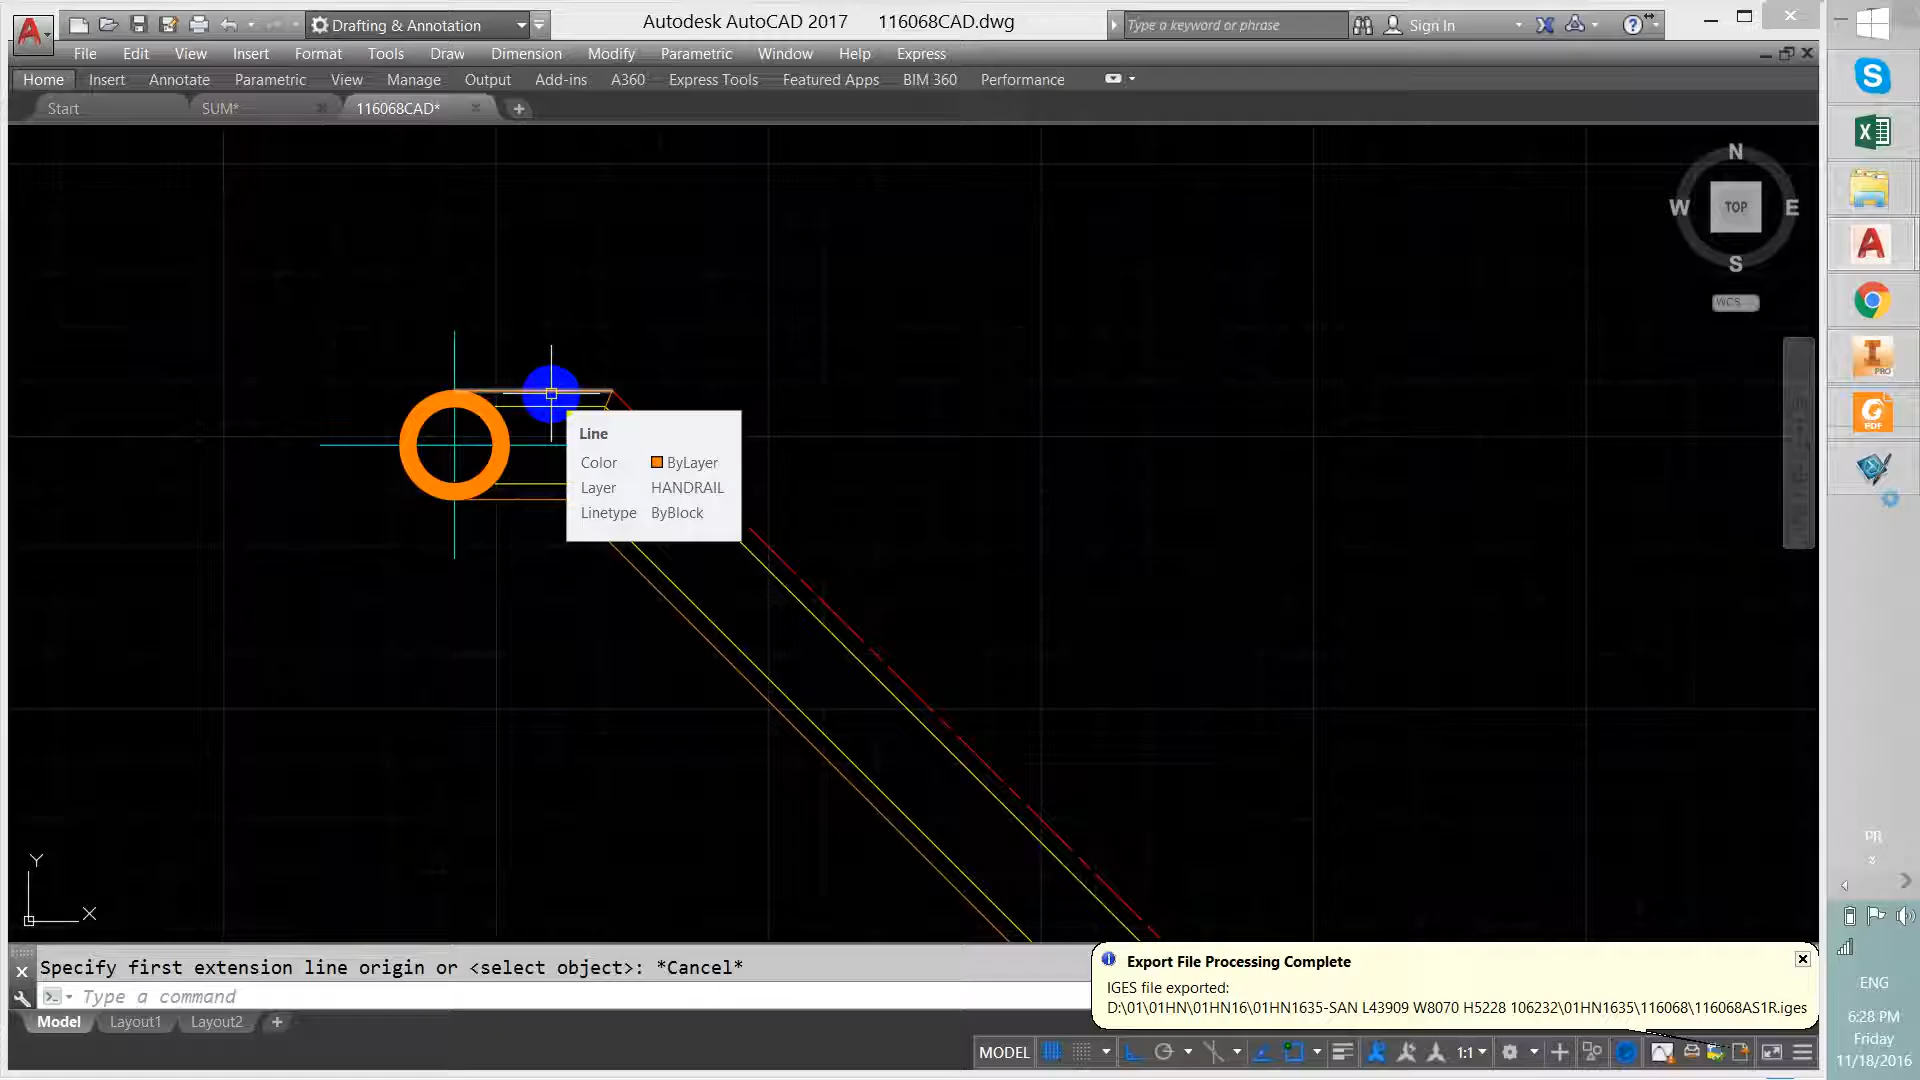 Drafting & Annotation
Autodesk AutoCAD 2017 116068CAD.dwg
Type a keyword or phrase
Sign In
File Edit View Insert Format Tools Draw Dimension Modify Parametric Window Help Express
Home Insert Annotate Parametric View Manage Output Add-ins A360 Express Tools Featured Apps BIM 360 Performance
Start SUM* 116068CAD*
N
W TOP E
S
WCS
Line
Color ByLayer
Layer HANDRAIL
Linetype ByBlock
PRO
PDF
PR
Y
X
Specify first extension line origin or <select object>: *Cancel*
Type a command
Export File Processing Complete
IGES file exported:
D:\01\01HN\01HN16\01HN1635-SAN L43909 W8070 H5228 106232\01HN1635\116068\116068AS1R.iges
Model Layout1 Layout2
MODEL 1:1
ENG
6:28 PM
Friday
11/18/2016